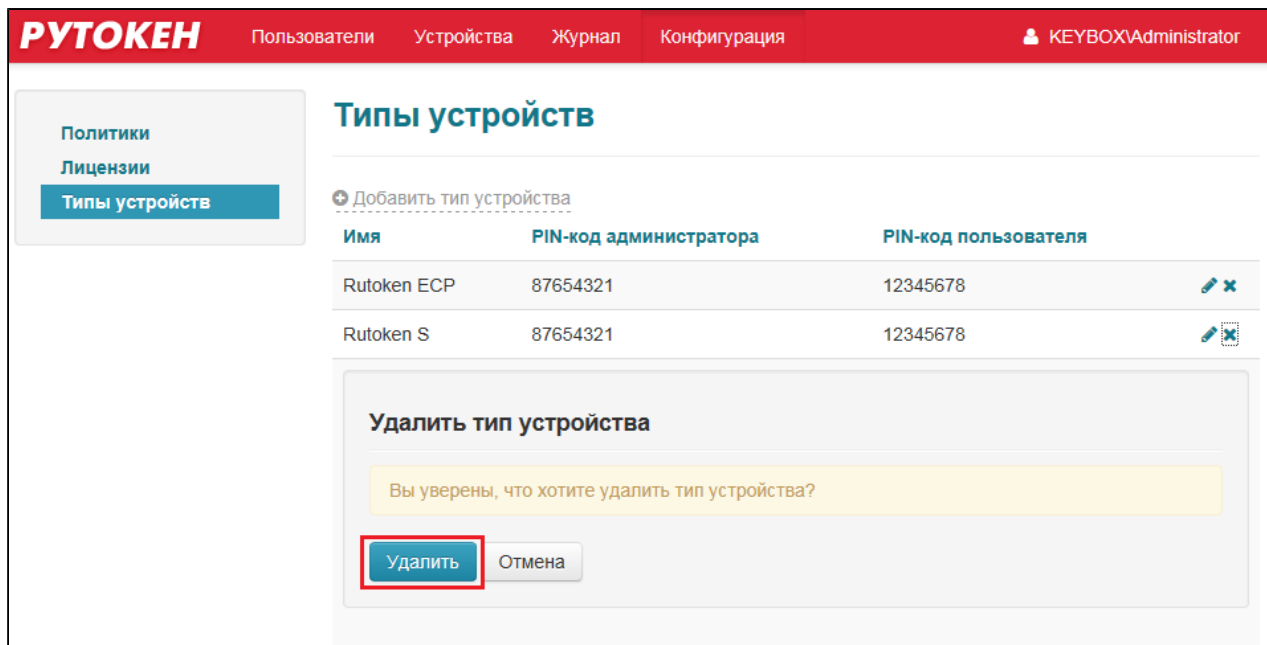 РУТОКЕН Пользователи Устройства Журнал Конфигурация KEYBOX\Administrator
Политики
Лицензии
Типы устройств
Типы устройств
Добавить тип устройства
Имя PIN-код администратора PIN-код пользователя
Rutoken ECP 87654321 12345678
Rutoken S 87654321 12345678
Удалить тип устройства
Вы уверены, что хотите удалить тип устройства?
Удалить Отмена